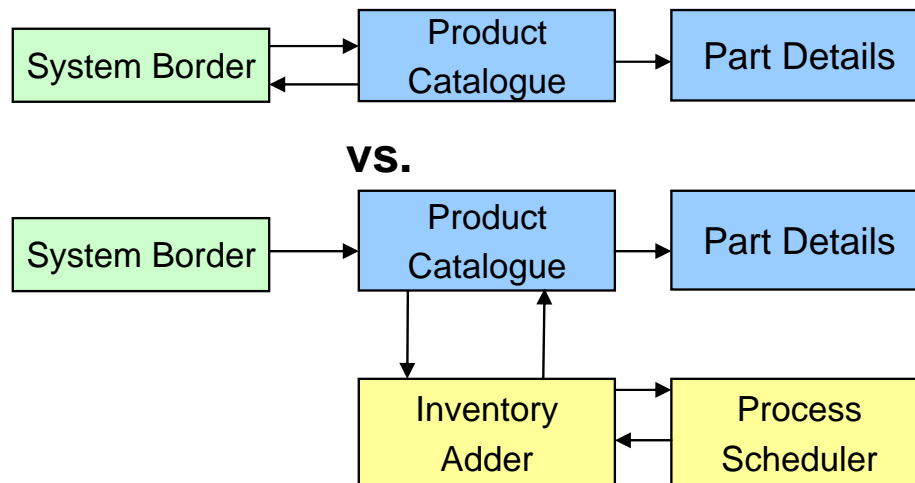 System Border
Product
Catalogue
Part Details
vs.
System Border
Product
Catalogue
Part Details
Inventory
Adder
Process
Scheduler